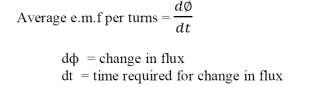 Average e.m.f per turns = dø/dt
dϕ = change in flux
dt = time required for change in flux